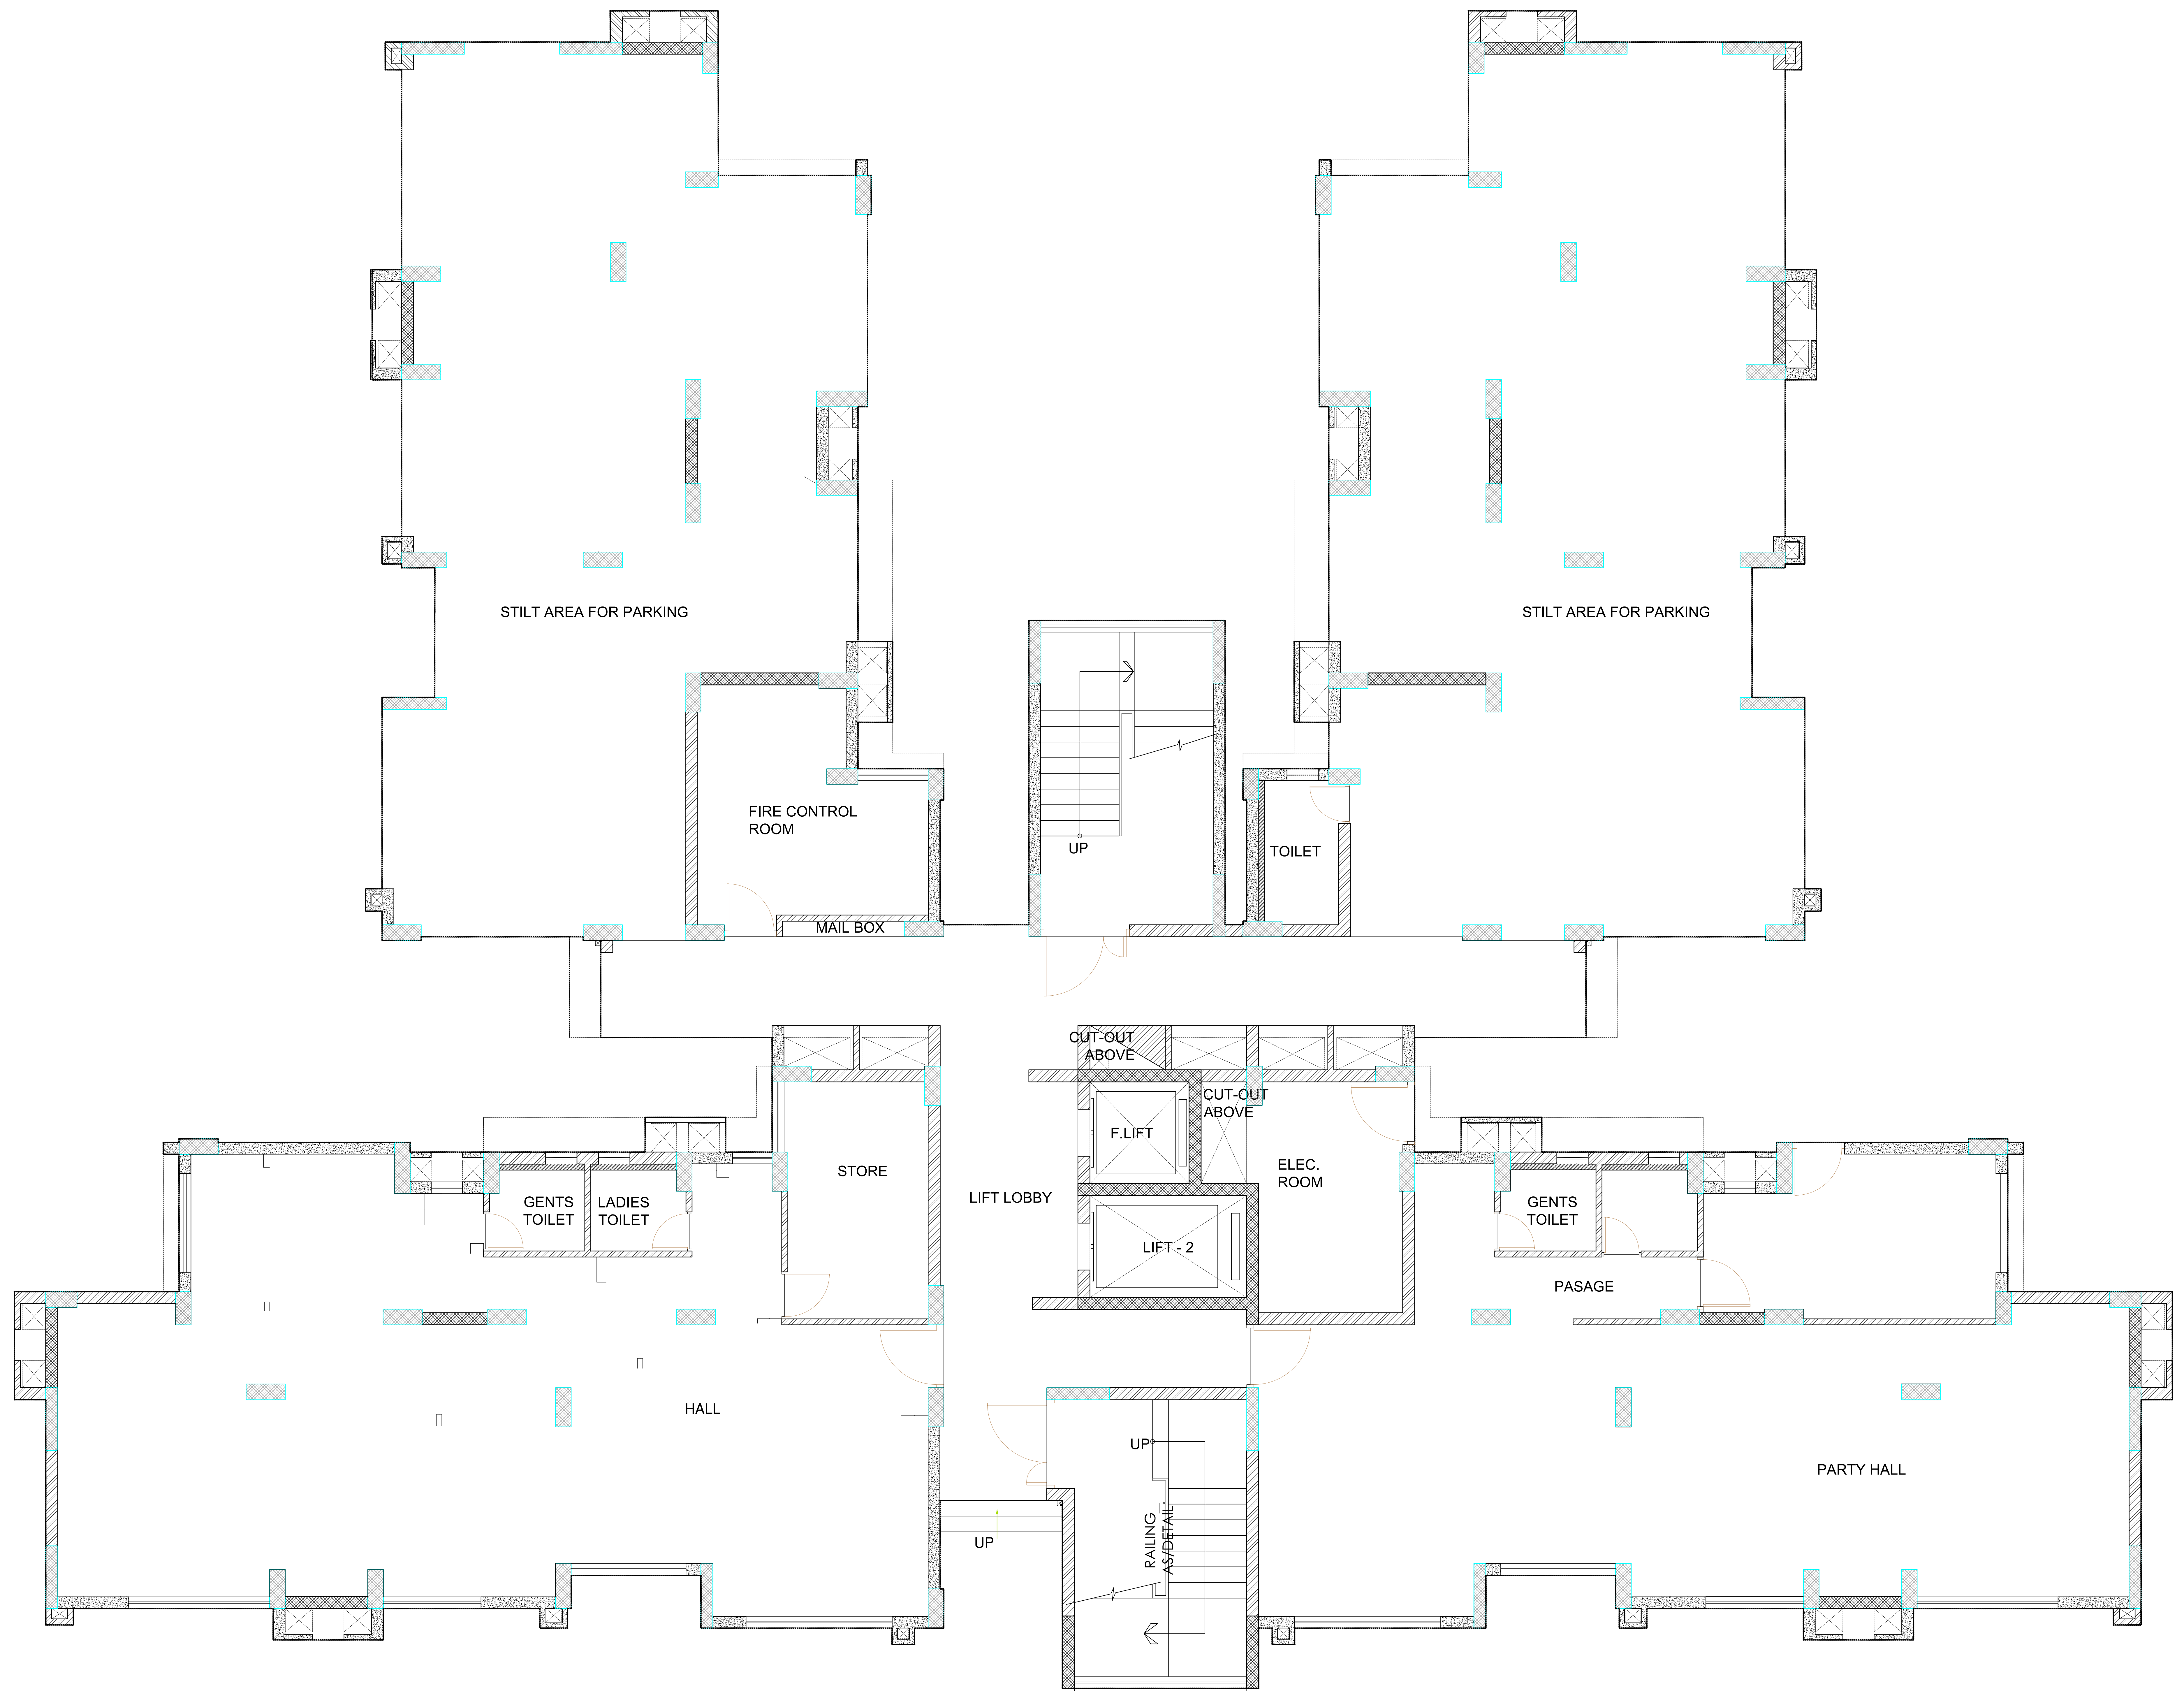 STILT AREA FOR PARKING
STILT AREA FOR PARKING
FIRE CONTROL
ROOM
UP
TOILET
MAIL BOX
CUT-OUT
ABOVE
CUT-OUT
ABOVE
F.LIFT
STORE
LIFT LOBBY
ELEC.
ROOM
GENTS
TOILET
LADIES
TOILET
GENTS
TOILET
LIFT - 2
PASAGE
HALL
UP
PARTY HALL
RAILING
AS/DETAIL'
UP